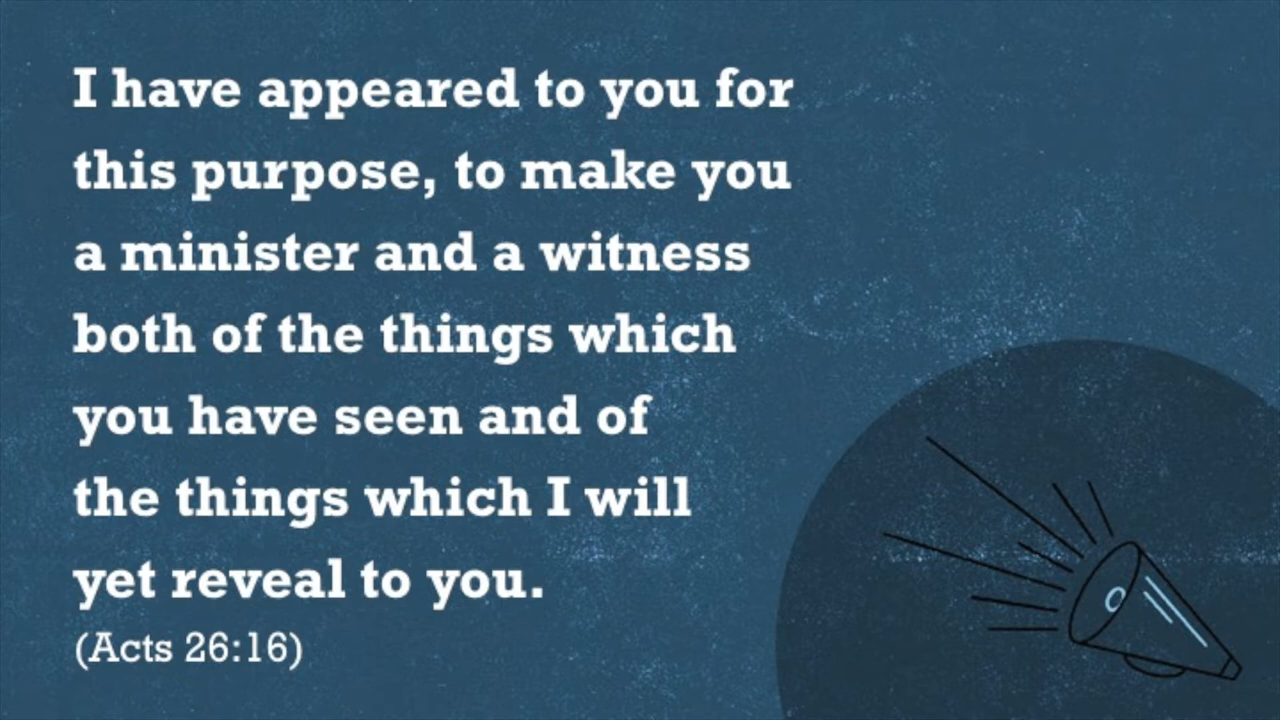 I have appeared to you for
this purpose, to make you
a minister and a witness
both of the things which
you have seen and of
the things which I will
yet reveal to you.
(Acts 26:16)